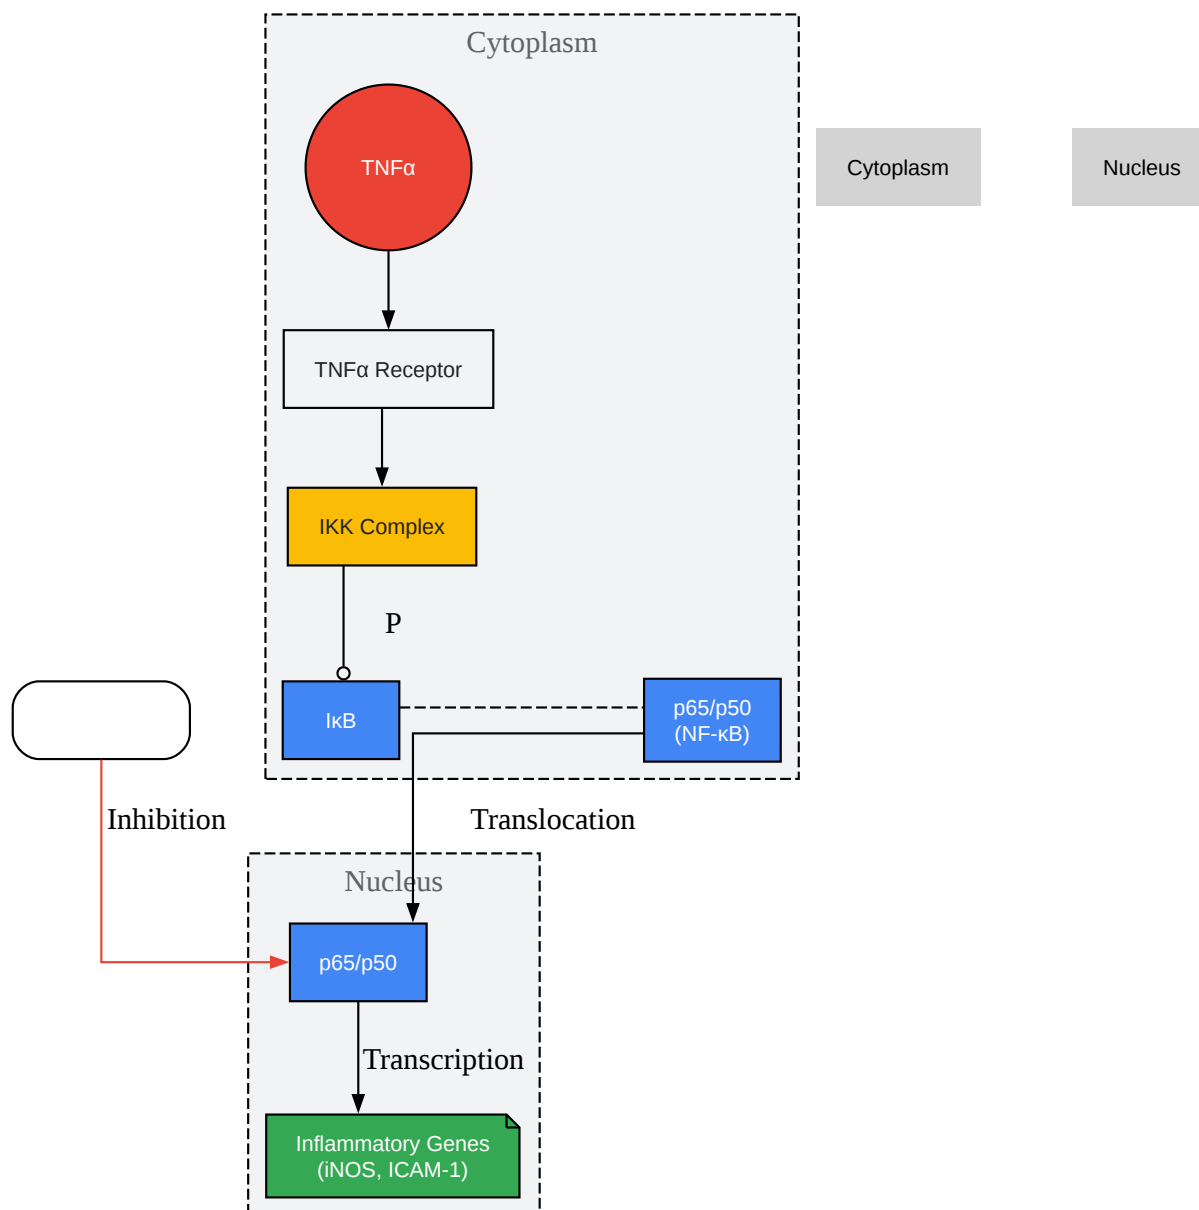 Cytoplasm
TNFα
Cytoplasm
Nucleus
TNFα Receptor
IKK Complex
P
IκB
p65/p50
(NF-κB)
Inhibition
Translocation
Nucleus
p65/p50
Transcription
Inflammatory Genes
(iNOS, ICAM-1)